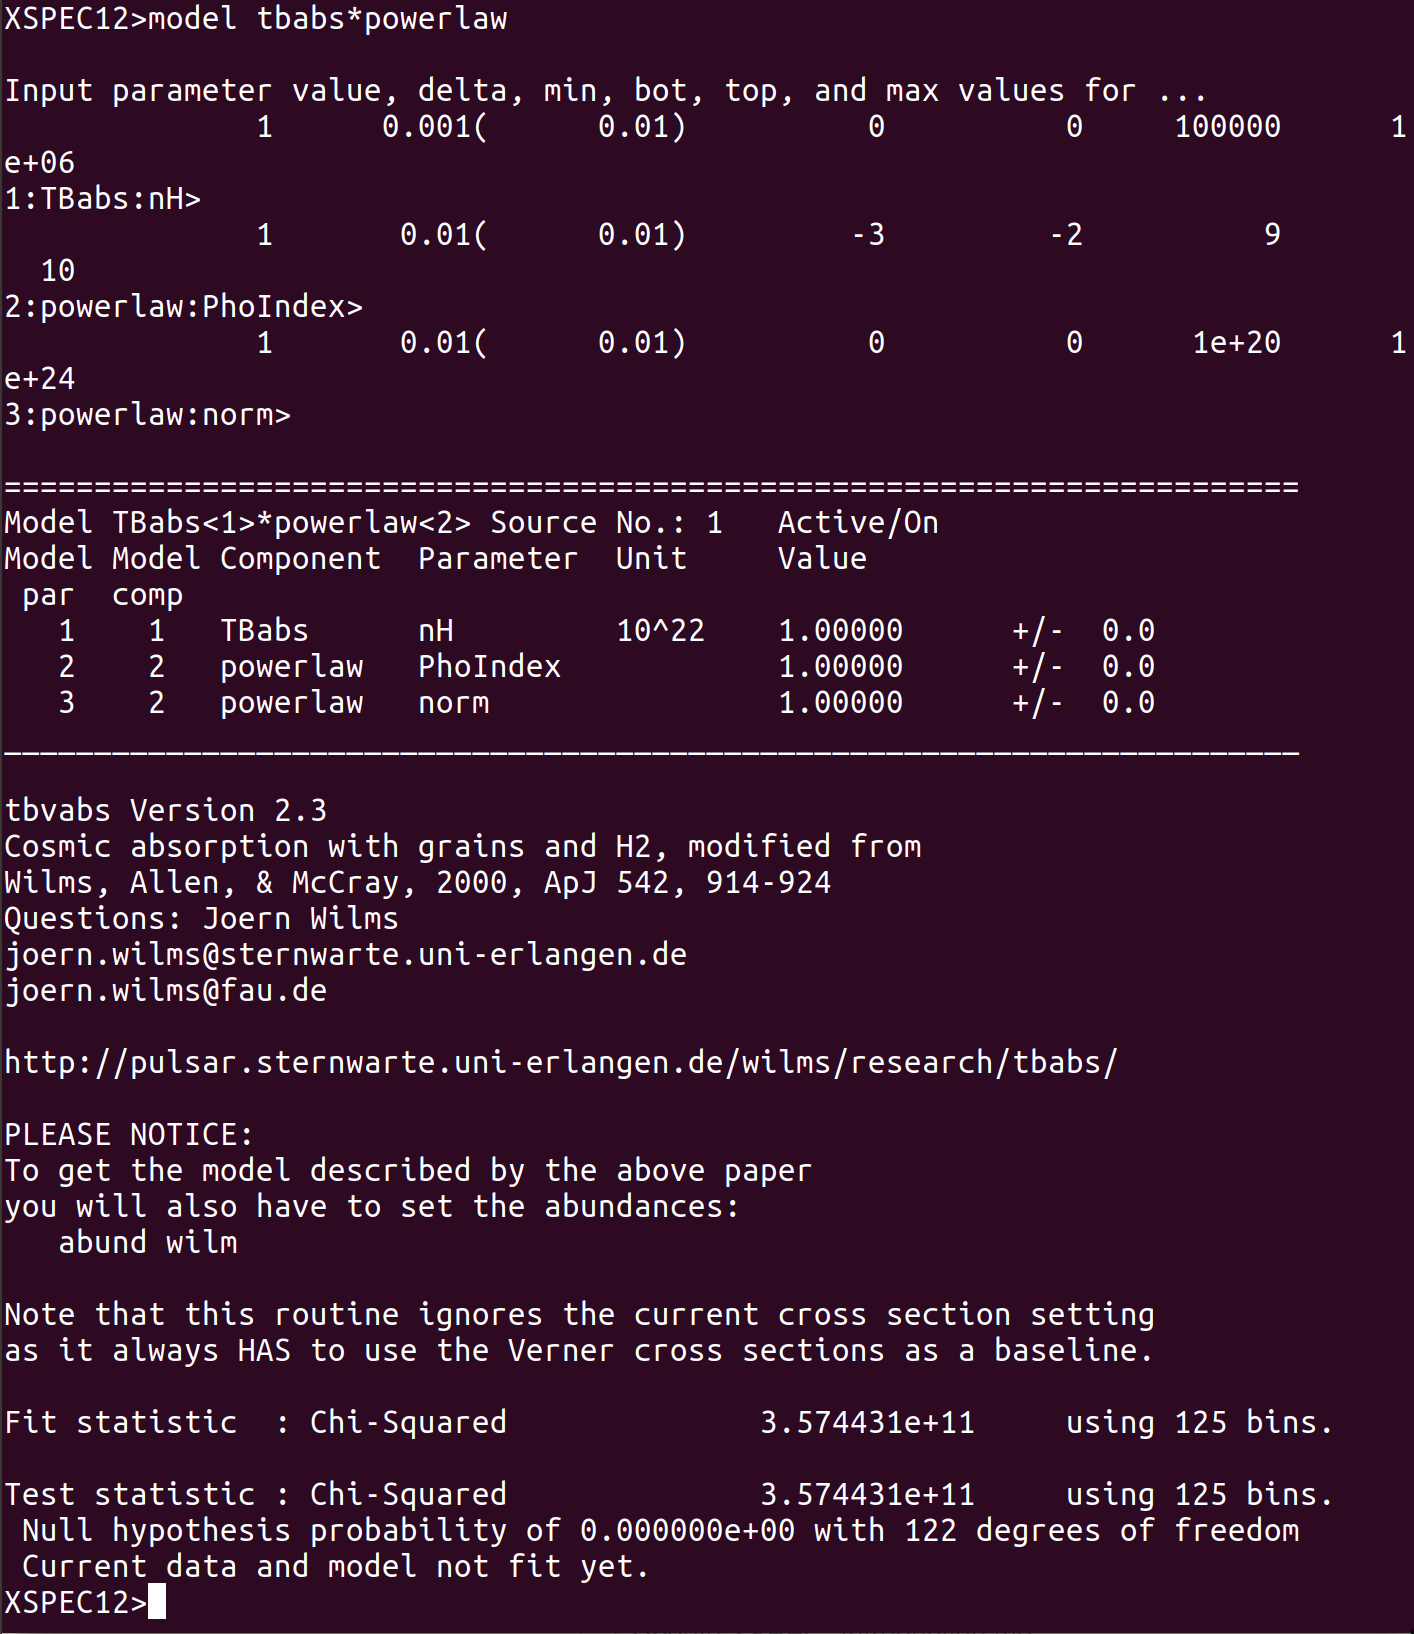 XSPEC12>model tbabs*powerlaw
Input parameter value, delta, min, bot, top, and max values for ...
              1      0.001(      0.01)          0          0     100000      1
e+06
1:TBabs:nH>
              1       0.01(      0.01)         -3         -2          9
  10
2:powerlaw:PhoIndex>
              1       0.01(      0.01)          0          0      1e+20      1
e+24
3:powerlaw:norm>
========================================================================
Model TBabs<1>*powerlaw<2> Source No.: 1   Active/On
Model Model Component  Parameter  Unit     Value
 par  comp
   1    1   TBabs      nH         10^22    1.00000      +/-  0.0
   2    2   powerlaw   PhoIndex            1.00000      +/-  0.0
   3    2   powerlaw   norm                1.00000      +/-  0.0
________________________________________________________________________
tbvabs Version 2.3
Cosmic absorption with grains and H2, modified from
Wilms, Allen, & McCray, 2000, ApJ 542, 914-924
Questions: Joern Wilms
joern.wilms@sternwarte.uni-erlangen.de
joern.wilms@fau.de
http://pulsar.sternwarte.uni-erlangen.de/wilms/research/tbabs/
PLEASE NOTICE:
To get the model described by the above paper
you will also have to set the abundances:
   abund wilm
Note that this routine ignores the current cross section setting
as it always HAS to use the Verner cross sections as a baseline.
Fit statistic  : Chi-Squared              3.574431e+11     using 125 bins.
Test statistic : Chi-Squared              3.574431e+11     using 125 bins.
 Null hypothesis probability of 0.000000e+00 with 122 degrees of freedom
 Current data and model not fit yet.
XSPEC12>